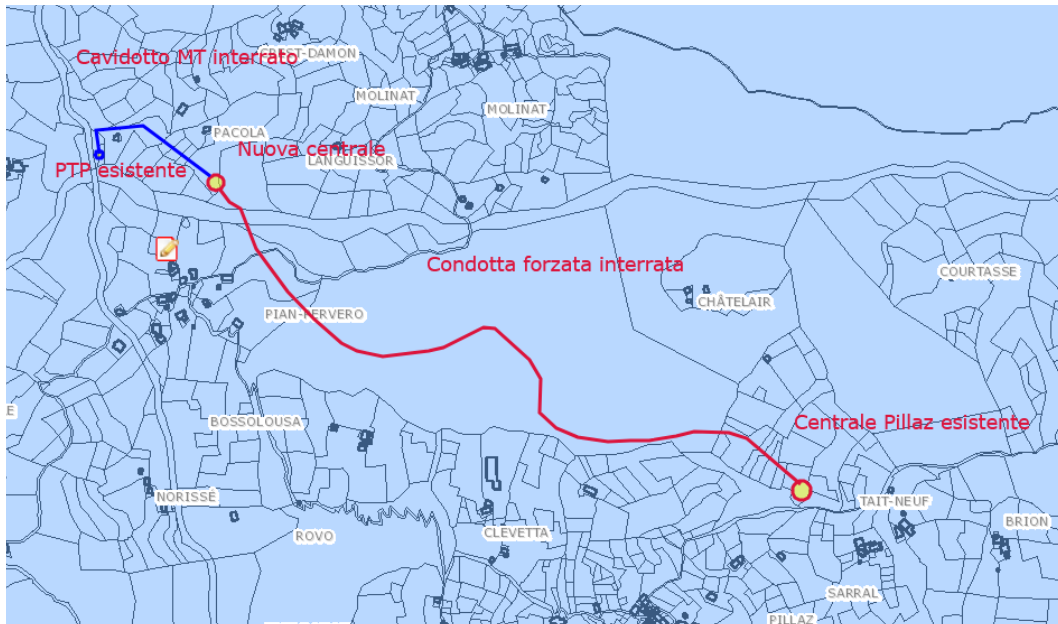 CREST-DAMON
Cavidotto MT interrato
MOLINAT
MOLINAT
PACOLA
Nuova centrale
LANGUISSOR
PTP esistente
Condotta forzata interrata
COURTASSE
CHÂTELAIR
PIAN-FERVERO
Centrale Pillaz esistente
BOSSOLOUSA
NORISSÉ
TAIT-NEUF
BRION
ROVO
CLEVETTA
SARRAL
PILLAZ